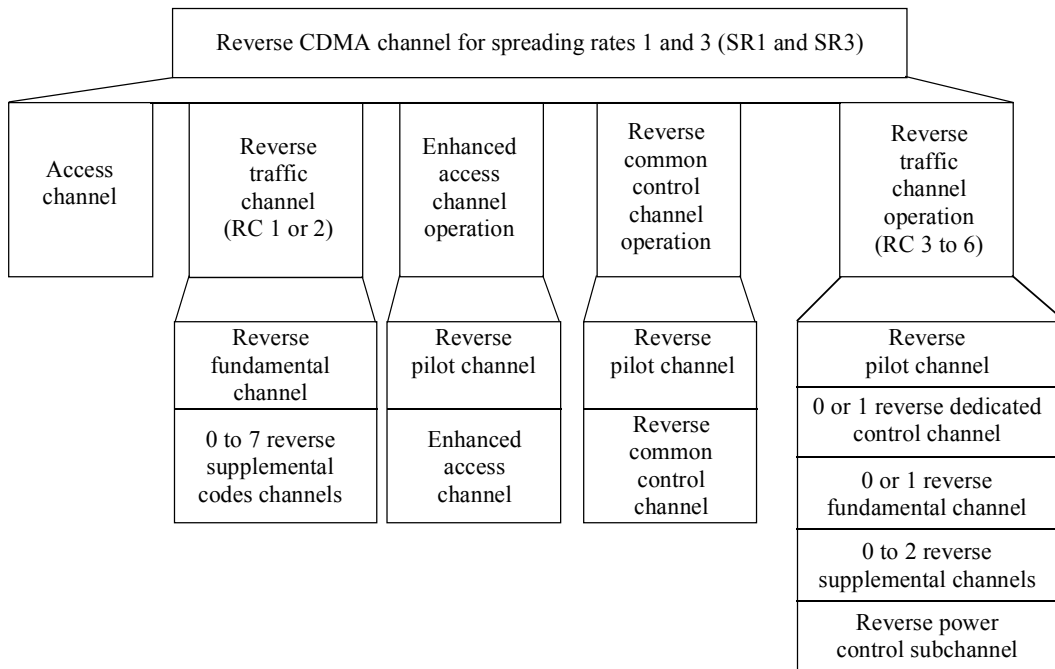 Reverse CDMA channel for spreading rates 1 and 3 (SR1 and SR3)
Access
channel
Reverse
traffic
channel
(RC 1 or 2)
Enhanced
access
channel
operation
Reverse
common
control
channel
operation
Reverse
traffic
channel
operation
(RC 3 to 6)
Reverse
fundamental
channel
0 to 7 reverse
supplemental
codes channels
Reverse
pilot channel
Enhanced
access
channel
Reverse
pilot channel
Reverse
common
control
channel
Reverse
pilot channel
0 or 1 reverse dedicated
control channel
0 or 1 reverse
fundamental channel
0 to 2 reverse
supplemental channels
Reverse power
control subchannel